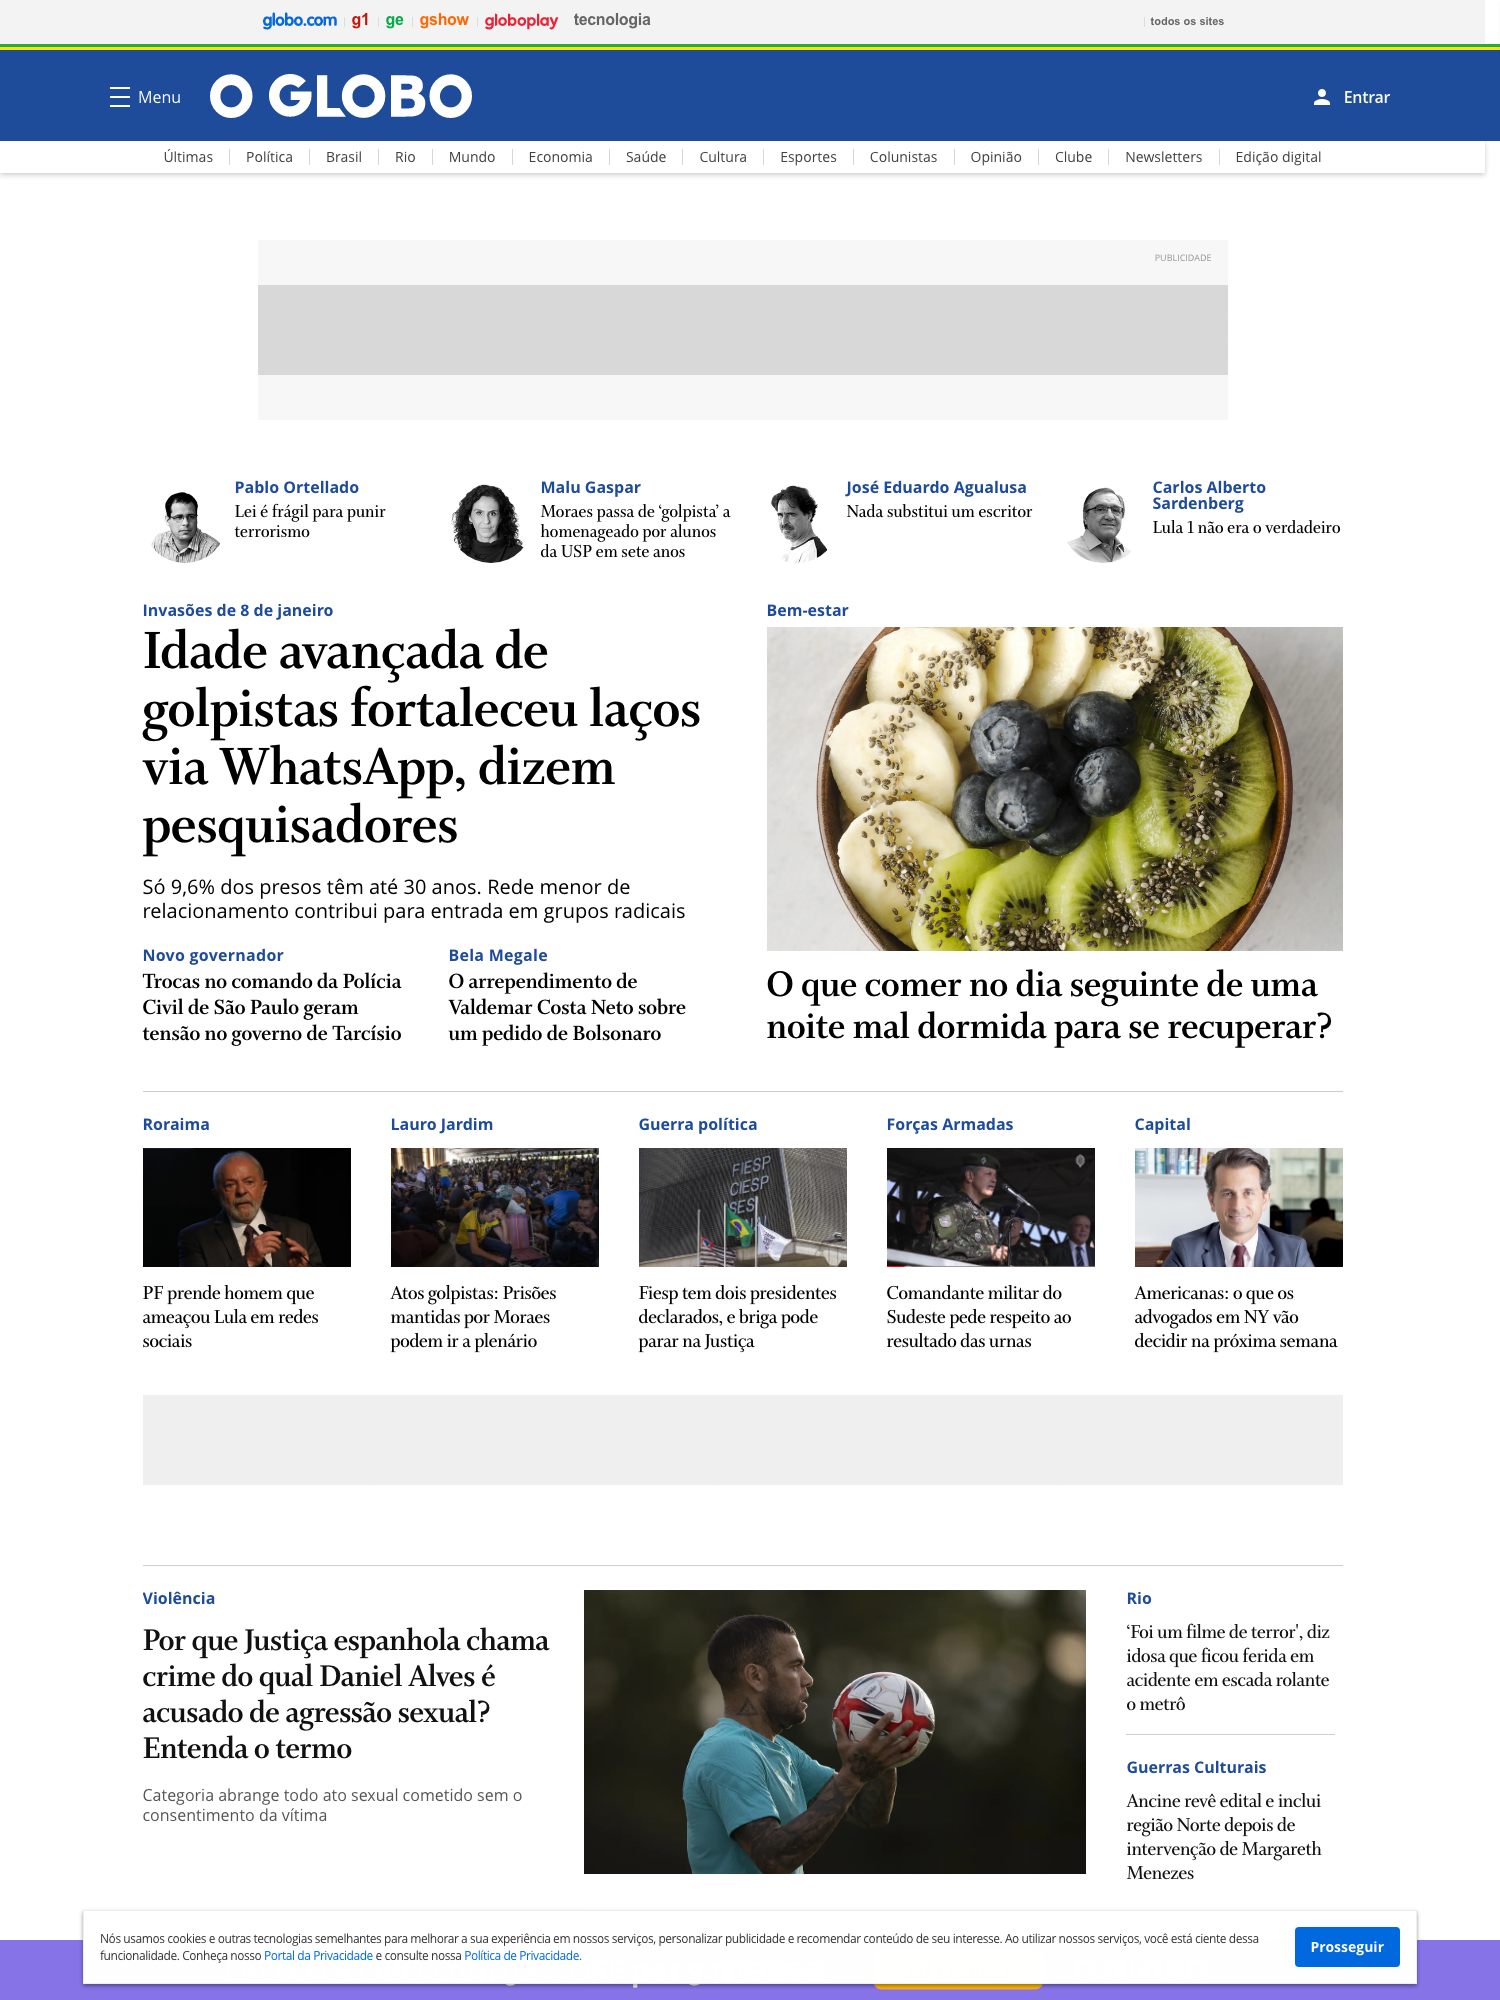 globo.com g1 ge gshow globoplay tecnologia todos os sites
Menu O GLOBO Entrar
Últimas Política Brasil Rio Mundo Economia Saúde Cultura Esportes Colunistas Opinião Clube Newsletters Edição digital
PUBLICIDADE
Pablo Ortellado
Lei é frágil para punir
terrorismo
Malu Gaspar
Moraes passa de ‘golpista’ a
homenageado por alunos
da USP em sete anos
José Eduardo Agualusa
Nada substitui um escritor
Carlos Alberto
Sardenberg
Lula 1 não era o verdadeiro
Invasões de 8 de janeiro
Idade avançada de
golpistas fortaleceu laços
via WhatsApp, dizem
pesquisadores
Só 9,6% dos presos têm até 30 anos. Rede menor de
relacionamento contribui para entrada em grupos radicais
Novo governador
Trocas no comando da Polícia
Civil de São Paulo geram
tensão no governo de Tarcísio
Bela Megale
O arrependimento de
Valdemar Costa Neto sobre
um pedido de Bolsonaro
Bem-estar
O que comer no dia seguinte de uma
noite mal dormida para se recuperar?
Roraima
PF prende homem que
ameaçou Lula em redes
sociais
Lauro Jardim
Atos golpistas: Prisões
mantidas por Moraes
podem ir a plenário
Guerra política
FIESP
CIESP
SESI
Fiesp tem dois presidentes
declarados, e briga pode
parar na Justiça
Forças Armadas
Comandante militar do
Sudeste pede respeito ao
resultado das urnas
Capital
Americanas: o que os
advogados em NY vão
decidir na próxima semana
Violência
Por que Justiça espanhola chama
crime do qual Daniel Alves é
acusado de agressão sexual?
Entenda o termo
Categoria abrange todo ato sexual cometido sem o
consentimento da vítima
Rio
‘Foi um filme de terror', diz
idosa que ficou ferida em
acidente em escada rolante
o metrô
Guerras Culturais
Ancine revê edital e inclui
região Norte depois de
intervenção de Margareth
Menezes
Nós usamos cookies e outras tecnologias semelhantes para melhorar a sua experiência em nossos serviços, personalizar publicidade e recomendar conteúdo de seu interesse. Ao utilizar nossos serviços, você está ciente dessa
funcionalidade. Conheça nosso Portal da Privacidade e consulte nossa Política de Privacidade.
Prosseguir